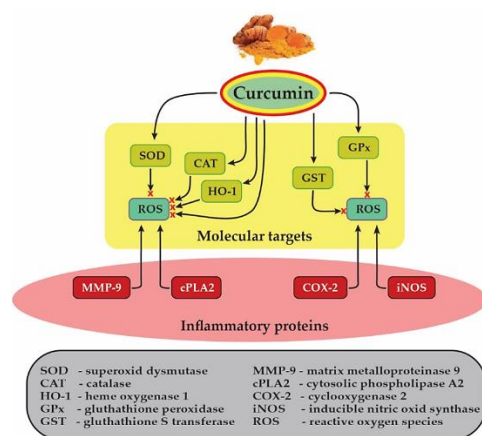 Curcumin
SOD
CAT
HO-1
GST
GPx
ROS
ROS
Molecular targets
MMP-9
cPLA2
COX-2
iNOS
Inflammatory proteins
SOD - superoxid dysmutase
CAT - catalase
HO-1 - heme oxygenase 1
GPx - gluthathione peroxidase
GST - gluthathione S transferase
MMP-9 - matrix metalloproteinase 9
cPLA2 - cytosolic phospholipase A2
COX-2 - cyclooxygenase 2
iNOS - inducible nitric oxid synthase
ROS - reactive oxygen species